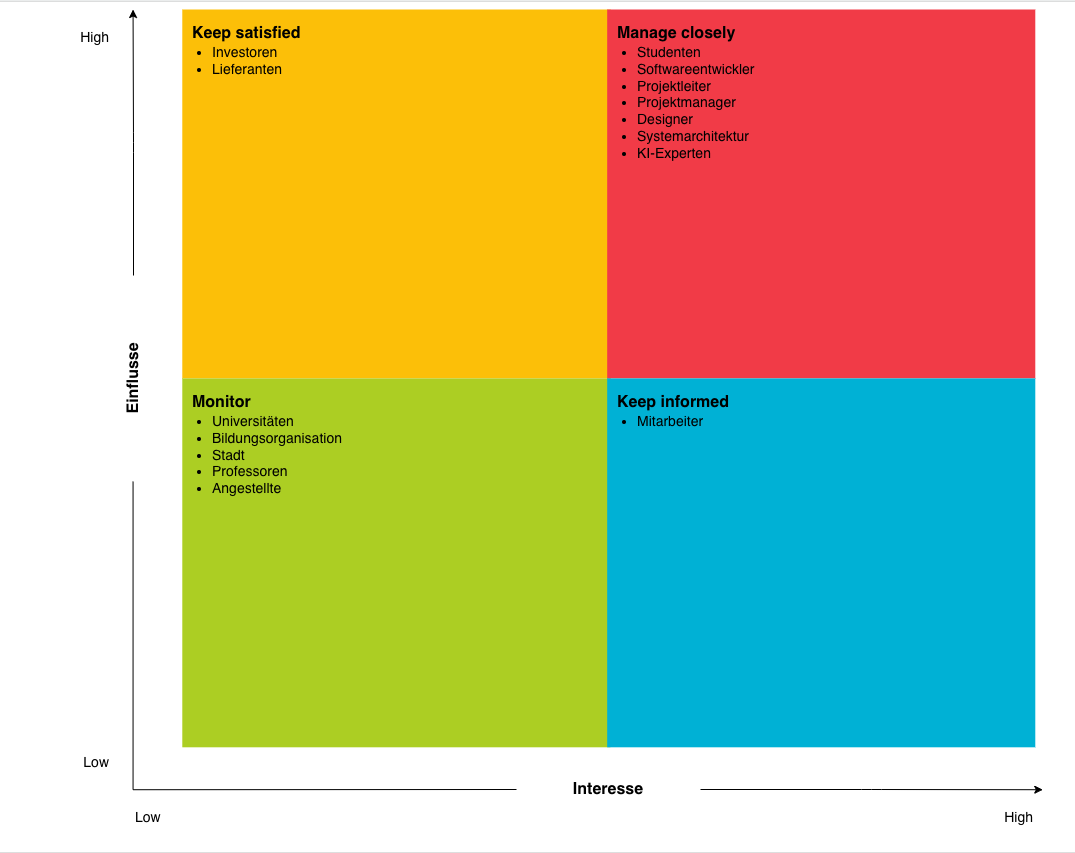 High
Keep satisfied
• Investoren
• Lieferanten
Manage closely
• Studenten
• Softwareentwickler
• Projektleiter
• Projektmanager
• Designer
• Systemarchitektur
• KI-Experten
Einflusse
Monitor
• Universitäten
• Bildungsorganisation
• Stadt
• Professoren
• Angestellte
Keep informed
• Mitarbeiter
Low
Interesse
Low
High